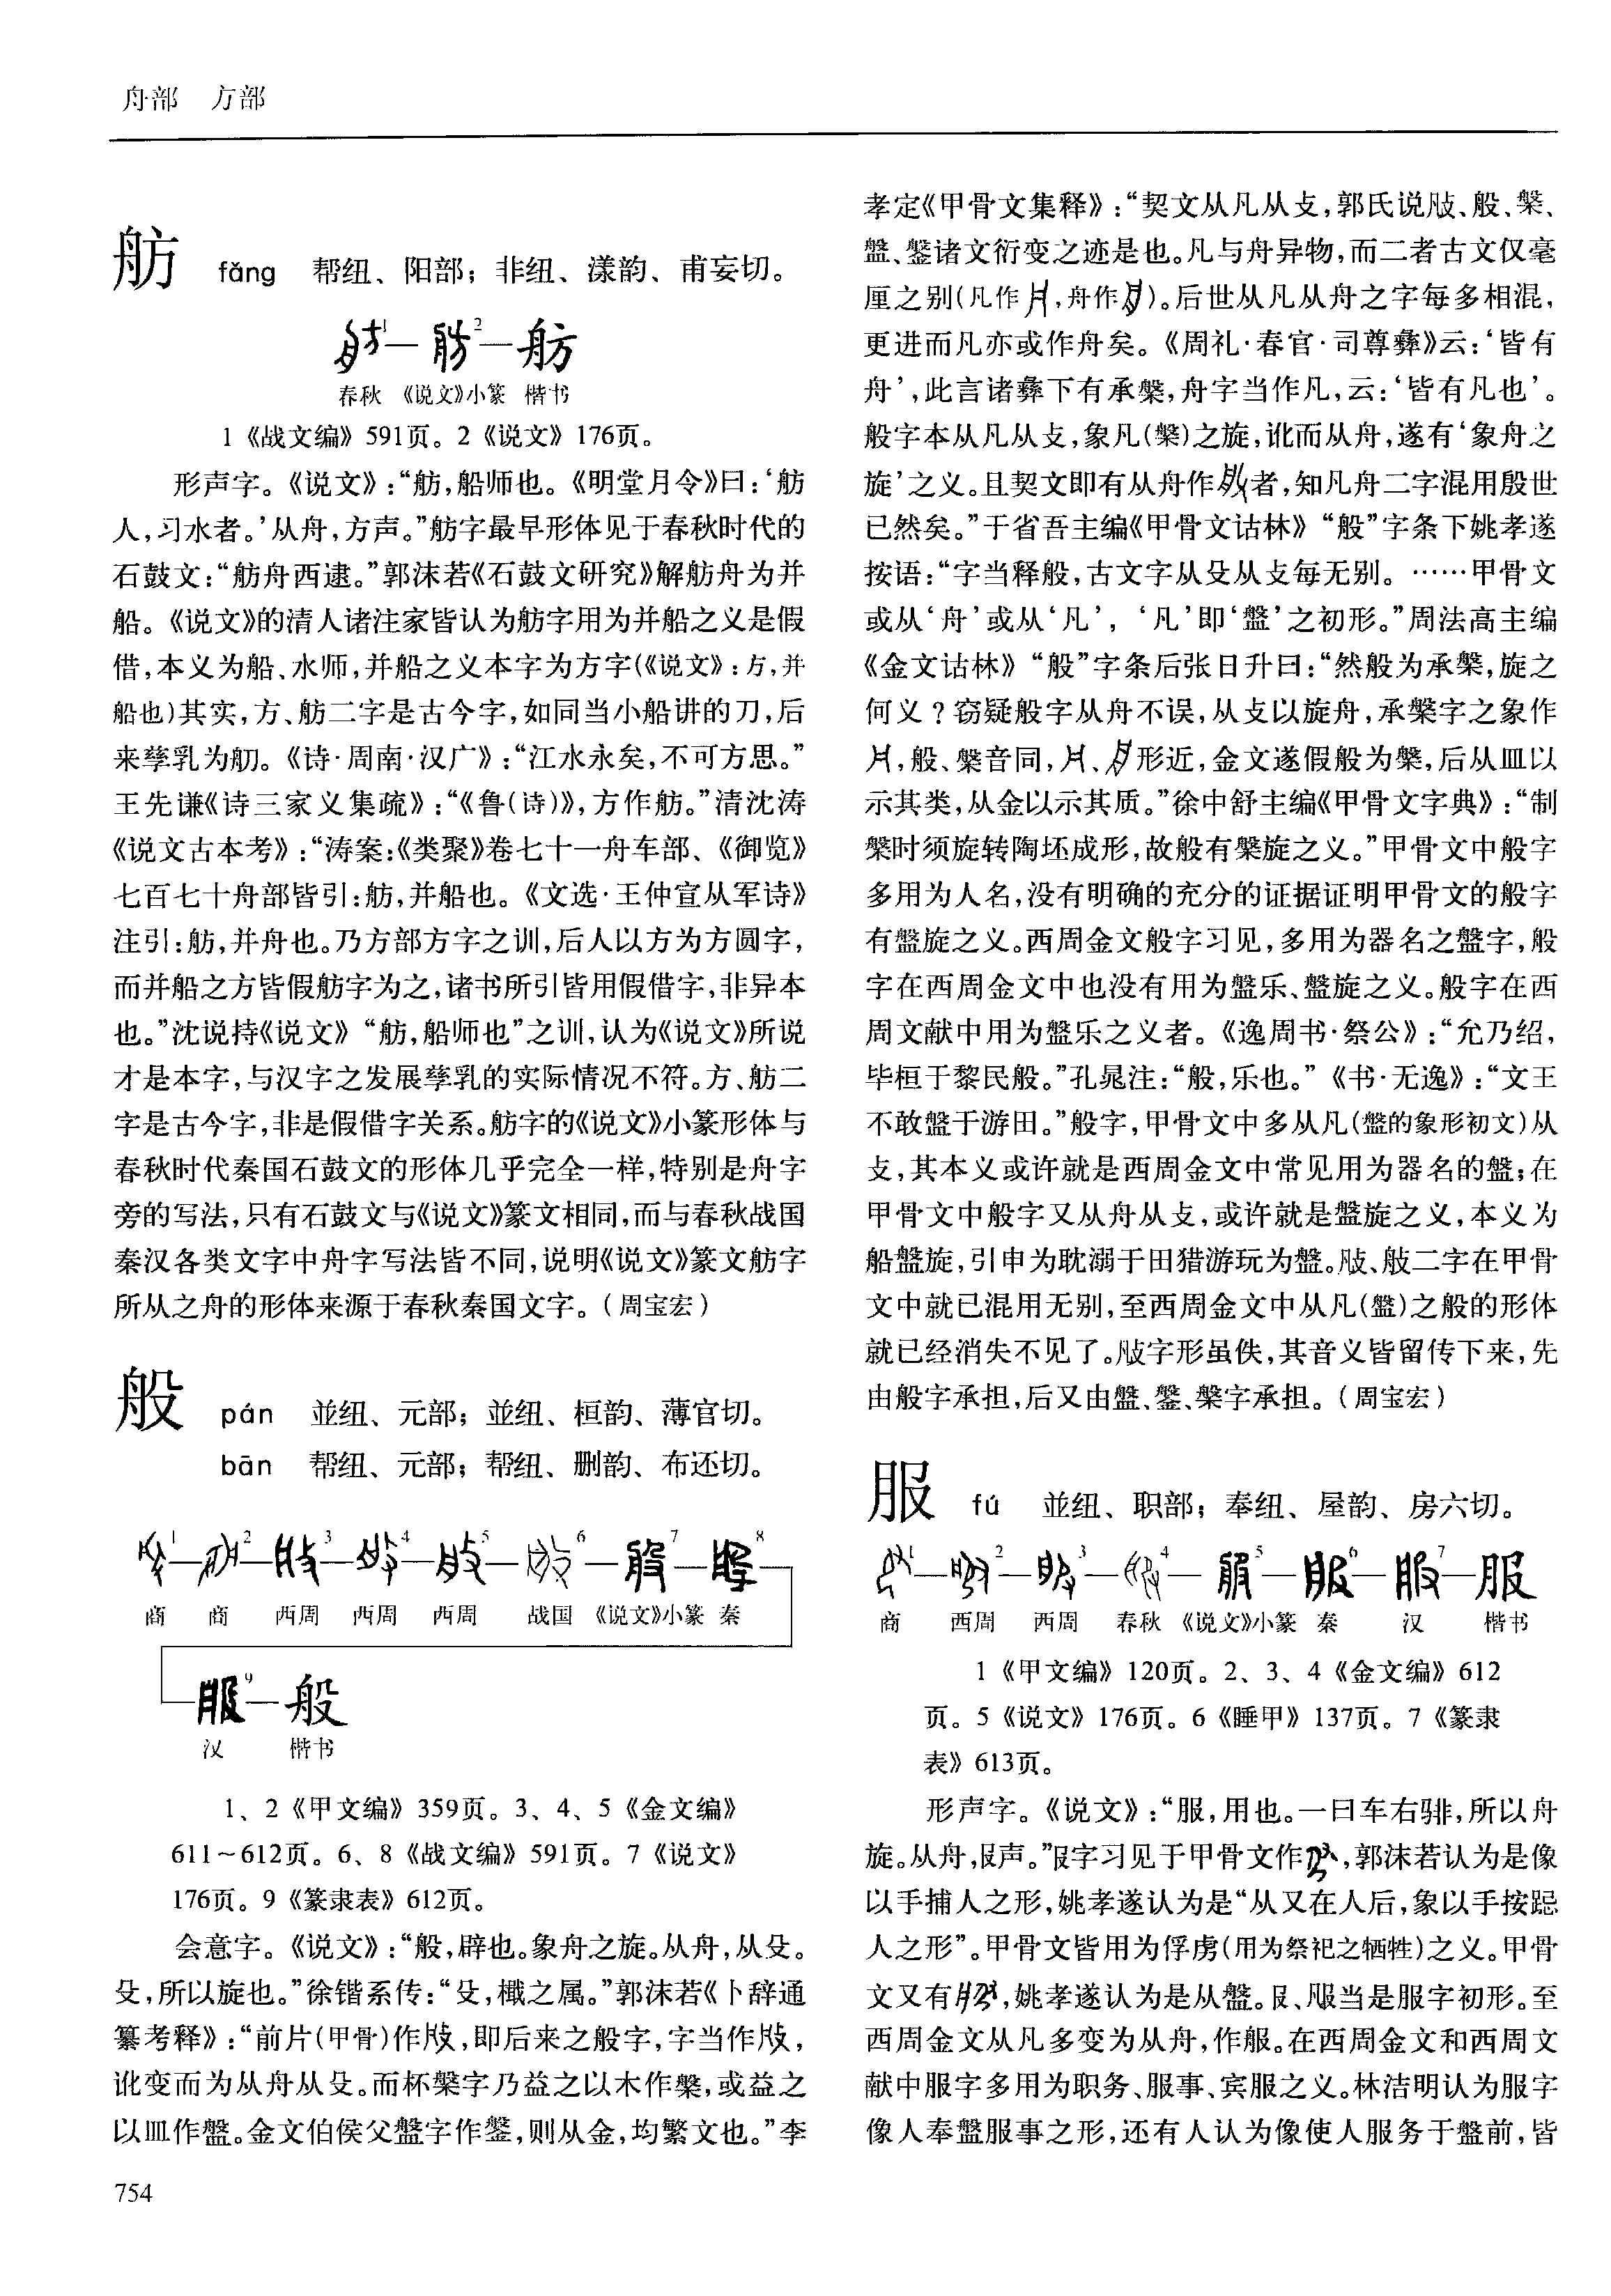 舟部 方部
舫 fǎng 帮纽、阳部；非纽、漾韵、甫妄切。
1 2 舫
春秋 《说文》小篆 楷书
1《战文编》591页。2《说文》176页。
形声字。《说文》：“舫，船师也。《明堂月令》曰：‘舫
人，习水者。’从舟，方声。”舫字最早形体见于春秋时代的
石鼓文：“舫舟西逮。”郭沫若《石鼓文研究》解舫舟为并
船。《说文》的清人诸注家皆认为舫字用为并船之义是假
借，本义为船、水师，并船之义本字为方字(《说文》：方，并
船也)其实，方、舫二字是古今字，如同当小船讲的刀，后
来孳乳为舠。《诗·周南·汉广》：“江水永矣，不可方思。”
王先谦《诗三家义集疏》：“《鲁(诗)》，方作舫。”清沈涛
《说文古本考》：“涛案：《类聚》卷七十一舟车部、《御览》
七百七十舟部皆引：舫，并船也。《文选·王仲宣从军诗》
注引：舫，并舟也。乃方部方字之训，后人以方为方圆字，
而并船之方皆假舫字为之，诸书所引皆用假借字，非异本
也。”沈说持《说文》“舫，船师也”之训，认为《说文》所说
才是本字，与汉字之发展孳乳的实际情况不符。方、舫二
字是古今字，非是假借字关系。舫字的《说文》小篆形体与
春秋时代秦国石鼓文的形体几乎完全一样，特别是舟字
旁的写法，只有石鼓文与《说文》篆文相同，而与春秋战国
秦汉各类文字中舟字写法皆不同，说明《说文》篆文舫字
所从之舟的形体来源于春秋秦国文字。（周宝宏）
般 pán 並纽、元部；並纽、桓韵、薄官切。
bān 帮纽、元部；帮纽、删韵、布还切。
1 2 3 4 5 6 7 8
商 商 西周 西周 西周 战国 《说文》小篆 秦
9 般
汉 楷书
1、2《甲文编》359页。3、4、5《金文编》
611~612页。6、8《战文编》591页。7《说文》
176页。9《篆隶表》612页。
会意字。《说文》：“般，辟也。象舟之旋。从舟，从殳。
殳，所以旋也。”徐锴系传：“殳，檝之属。”郭沫若《卜辞通
纂考释》：“前片(甲骨)作，即后来之般字，字当作，
讹变而为从舟从殳。而杯槃字乃益之以木作槃，或益之
以皿作盤。金文伯侯父盤字作鎜，则从金，均繁文也。”李
孝定《甲骨文集释》：“契文从凡从攴，郭氏说、般、槃、
盤、鎜诸文衍变之迹是也。凡与舟异物，而二者古文仅毫
厘之别(凡作，舟作)。后世从凡从舟之字每多相混，
更进而凡亦或作舟矣。《周礼·春官·司尊彝》云：‘皆有
舟’，此言诸彝下有承槃，舟字当作凡，云：‘皆有凡也’。
般字本从凡从攴，象凡(槃)之旋，讹而从舟，遂有‘象舟之
旋’之义。且契文即有从舟作者，知凡舟二字混用殷世
已然矣。”于省吾主编《甲骨文诂林》“般”字条下姚孝遂
按语：“字当释般，古文字从殳从攴每无别。……甲骨文
或从‘舟’或从‘凡’，‘凡’即‘盤’之初形。”周法高主编
《金文诂林》“般”字条后张日升曰：“然般为承槃，旋之
何义？窃疑般字从舟不误，从攴以旋舟，承槃字之象作
，般、槃音同，、形近，金文遂假般为槃，后从皿以
示其类，从金以示其质。”徐中舒主编《甲骨文字典》：“制
槃时须旋转陶坯成形，故般有槃旋之义。”甲骨文中般字
多用为人名，没有明确的充分的证据证明甲骨文的般字
有盤旋之义。西周金文般字习见，多用为器名之盤字，般
字在西周金文中也没有用为盤乐、盤旋之义。般字在西
周文献中用为盤乐之义者。《逸周书·祭公》：“允乃绍，
毕桓于黎民般。”孔晁注：“般，乐也。”《书·无逸》：“文王
不敢盤于游田。”般字，甲骨文中多从凡(盤的象形初文)从
攴，其本义或许就是西周金文中常见用为器名的盤；在
甲骨文中般字又从舟从攴，或许就是盤旋之义，本义为
船盤旋，引申为耽溺于田猎游玩为盤。、二字在甲骨
文中就已混用无别，至西周金文中从凡(盤)之般的形体
就已经消失不见了。字形虽佚，其音义皆留传下来，先
由般字承担，后又由盤、鎜、槃字承担。（周宝宏）
服 fú 並纽、职部；奉纽、屋韵、房六切。
1 2 3 4 5 6 7 服
商 西周 西周 春秋 《说文》小篆 秦 汉 楷书
1《甲文编》120页。2、3、4《金文编》612
页。5《说文》176页。6《睡甲》137页。7《篆隶
表》613页。
形声字。《说文》：“服，用也。一曰车右騑，所以舟
旋。从舟，𠬝声。”𠬝字习见于甲骨文作，郭沫若认为是像
以手捕人之形，姚孝遂认为是“从又在人后，象以手按跽
人之形”。甲骨文皆用为俘虏(用为祭祀之牺牲)之义。甲骨
文又有，姚孝遂认为是从盤。𠬝、当是服字初形。至
西周金文从凡多变为从舟，作。在西周金文和西周文
献中服字多用为职务、服事、宾服之义。林洁明认为服字
像人奉盤服事之形，还有人认为像使人服务于盤前，皆
754